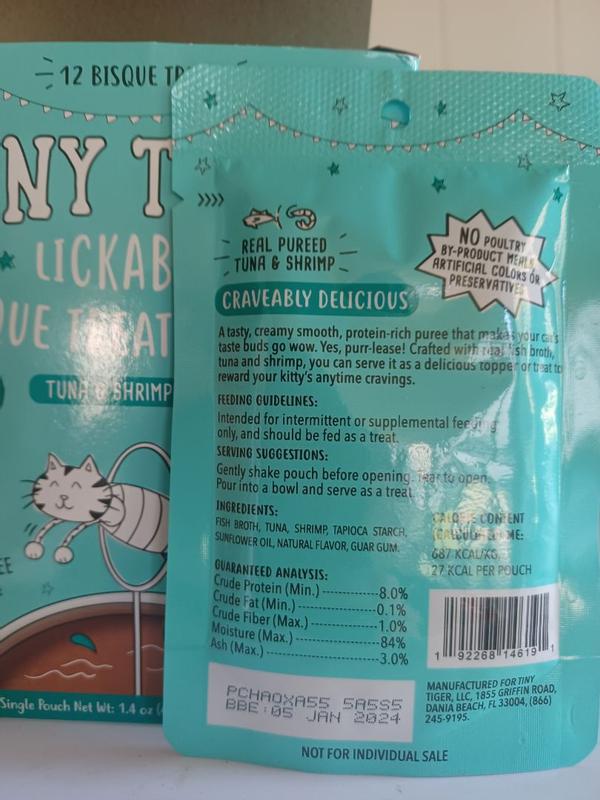 12 BISQUE TR
NY T
LICKAB
QUE TREAT
TUNA & SHRIMP
EE
Single Pouch Net Wt: 1.4 oz
REAL PUREED
TUNA & SHRIMP
NO POULTRY
BY-PRODUCT MEALS,
ARTIFICIAL COLORS OR
PRESERVATIVES
CRAVEABLY DELICIOUS
A tasty, creamy smooth, protein-rich puree that makes your cat's
taste buds go wow. Yes, purr-lease! Crafted with real fish broth,
tuna and shrimp, you can serve it as a delicious topper or treat to
reward your kitty's anytime cravings.
FEEDING GUIDELINES:
Intended for intermittent or supplemental feeding
only, and should be fed as a treat.
SERVING SUGGESTIONS:
Gently shake pouch before opening. Tear to open.
Pour into a bowl and serve as a treat.
INGREDIENTS:
FISH BROTH, TUNA, SHRIMP, TAPIOCA STARCH,
SUNFLOWER OIL, NATURAL FLAVOR, GUAR GUM.
CALORIE CONTENT
(CALCULATED) ME:
687 KCAL/KG,
27 KCAL PER POUCH
GUARANTEED ANALYSIS:
Crude Protein (Min.) 8.0%
Crude Fat (Min.) 0.1%
Crude Fiber (Max.) 1.0%
Moisture (Max.) 84%
Ash (Max.) 3.0%
1 92268 14619 1
PCHAOXA55 5A5S5
BBE:05 JAN 2024
MANUFACTURED FOR TINY
TIGER, LLC, 1855 GRIFFIN ROAD,
DANIA BEACH, FL 33004, (866)
245-9195.
NOT FOR INDIVIDUAL SALE